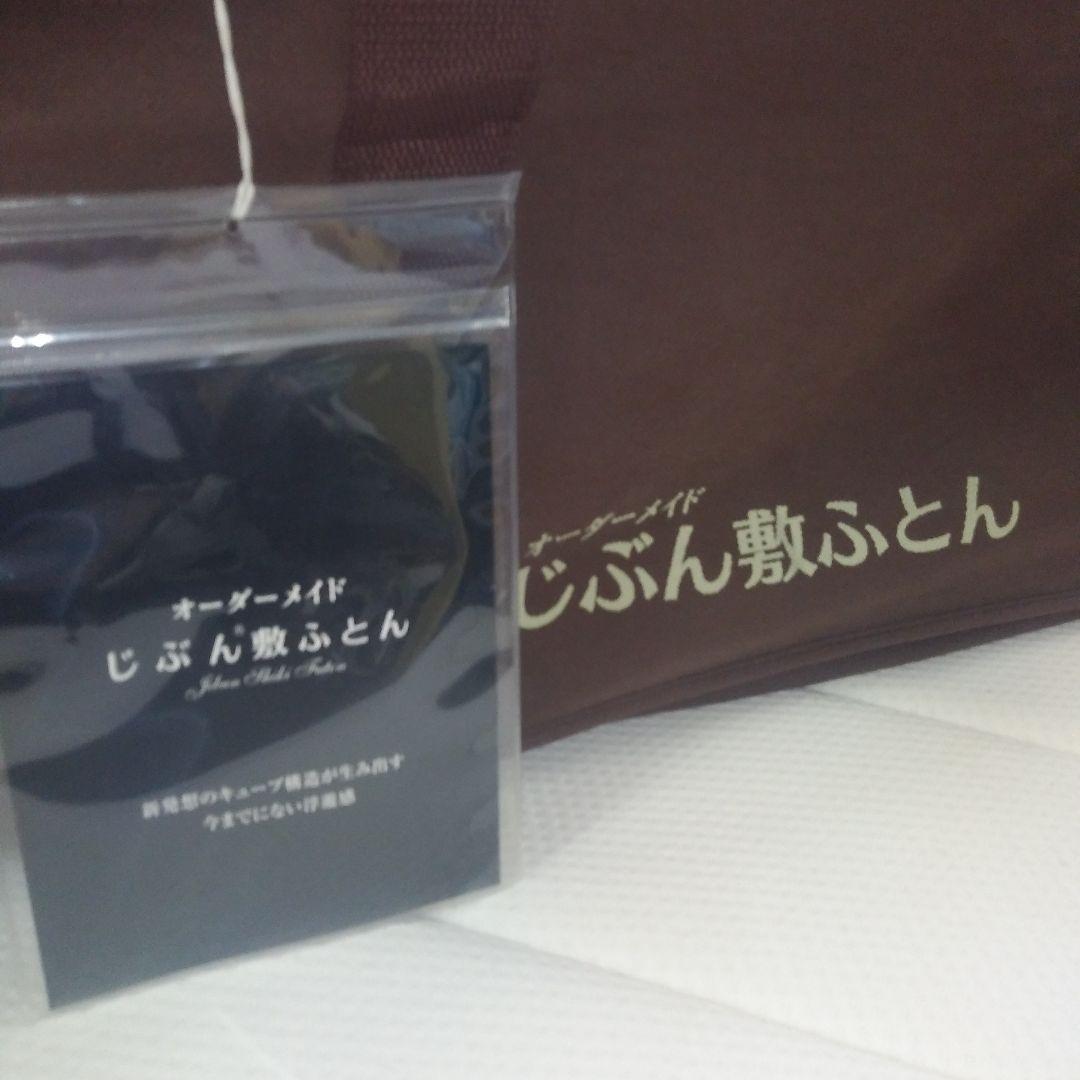 オーダーメイド
じぶん敷ふとん
Jibun Shiki Futon
新発想のキューブ構造が生み出す
今までにない浮遊感
オーダーメイド
じぶん敷ふとん